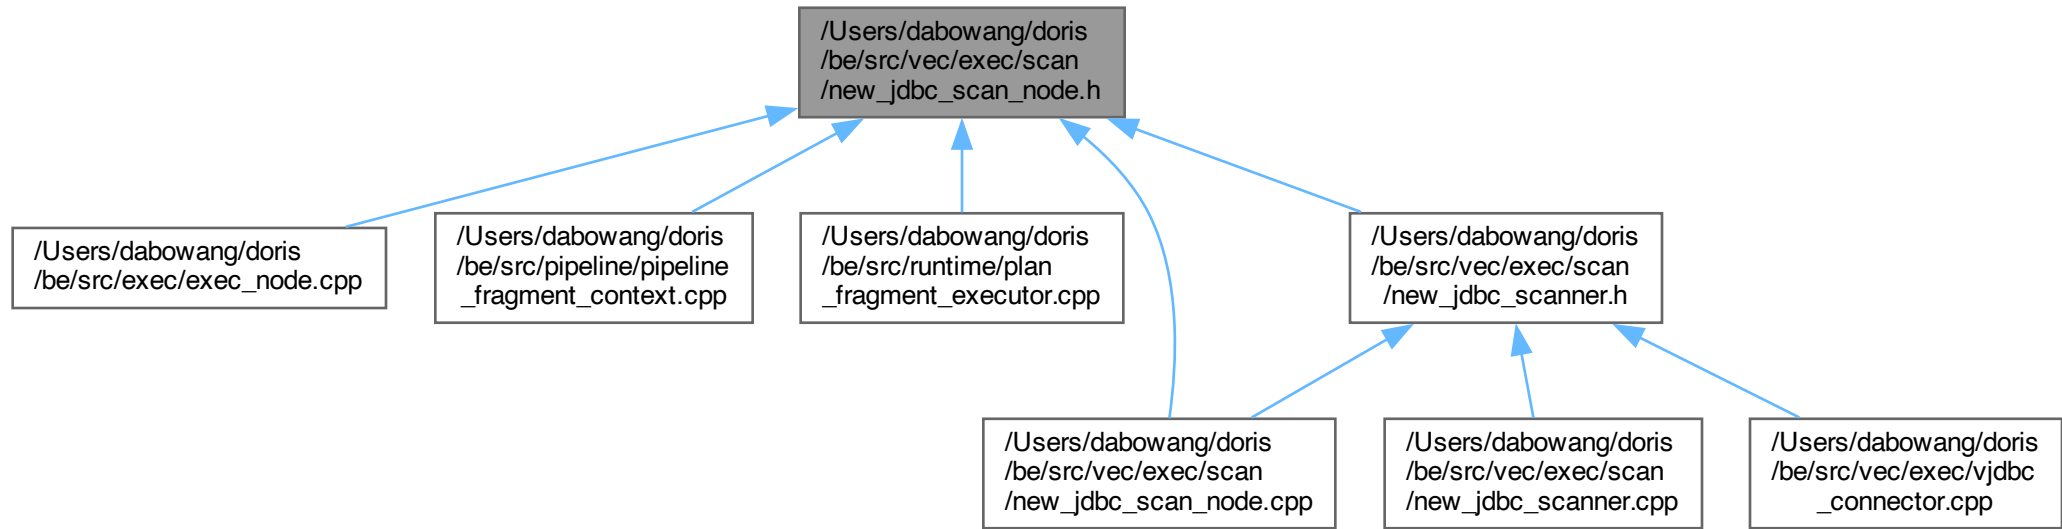 /Users/dabowang/doris
/be/src/vec/exec/scan
/new_jdbc_scan_node.h
/Users/dabowang/doris
/be/src/exec/exec_node.cpp
/Users/dabowang/doris
/be/src/pipeline/pipeline
_fragment_context.cpp
/Users/dabowang/doris
/be/src/runtime/plan
_fragment_executor.cpp
/Users/dabowang/doris
/be/src/vec/exec/scan
/new_jdbc_scanner.h
/Users/dabowang/doris
/be/src/vec/exec/scan
/new_jdbc_scan_node.cpp
/Users/dabowang/doris
/be/src/vec/exec/scan
/new_jdbc_scanner.cpp
/Users/dabowang/doris
/be/src/vec/exec/vjdbc
_connector.cpp